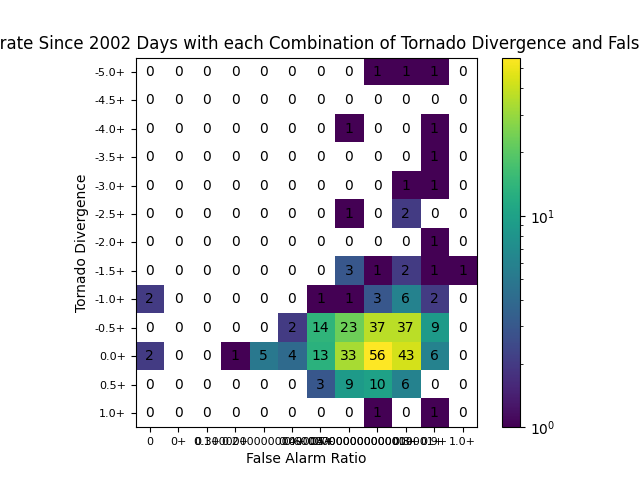 rate Since 2002 Days with each Combination of Tornado Divergence and Fals
-5.0+ 0 0 0 0 0 0 0 0 1 1 1 0
-4.5+ 0 0 0 0 0 0 0 0 0 0 0 0
-4.0+ 0 0 0 0 0 0 0 1 0 0 1 0
-3.5+ 0 0 0 0 0 0 0 0 0 0 1 0
-3.0+ 0 0 0 0 0 0 0 0 0 1 1 0
-2.5+ 0 0 0 0 0 0 0 1 0 2 0 0
-2.0+ 0 0 0 0 0 0 0 0 0 0 1 0
-1.5+ 0 0 0 0 0 0 0 3 1 2 1 1
-1.0+ 2 0 0 0 0 0 1 1 3 6 2 0
-0.5+ 0 0 0 0 0 2 14 23 37 37 9 0
0.0+ 2 0 0 1 5 4 13 33 56 43 6 0
0.5+ 0 0 0 0 0 0 3 9 10 6 0 0
1.0+ 0 0 0 0 0 0 0 0 1 0 1 0
Tornado Divergence
0 0+ 1.0+
False Alarm Ratio
10¹
10⁰